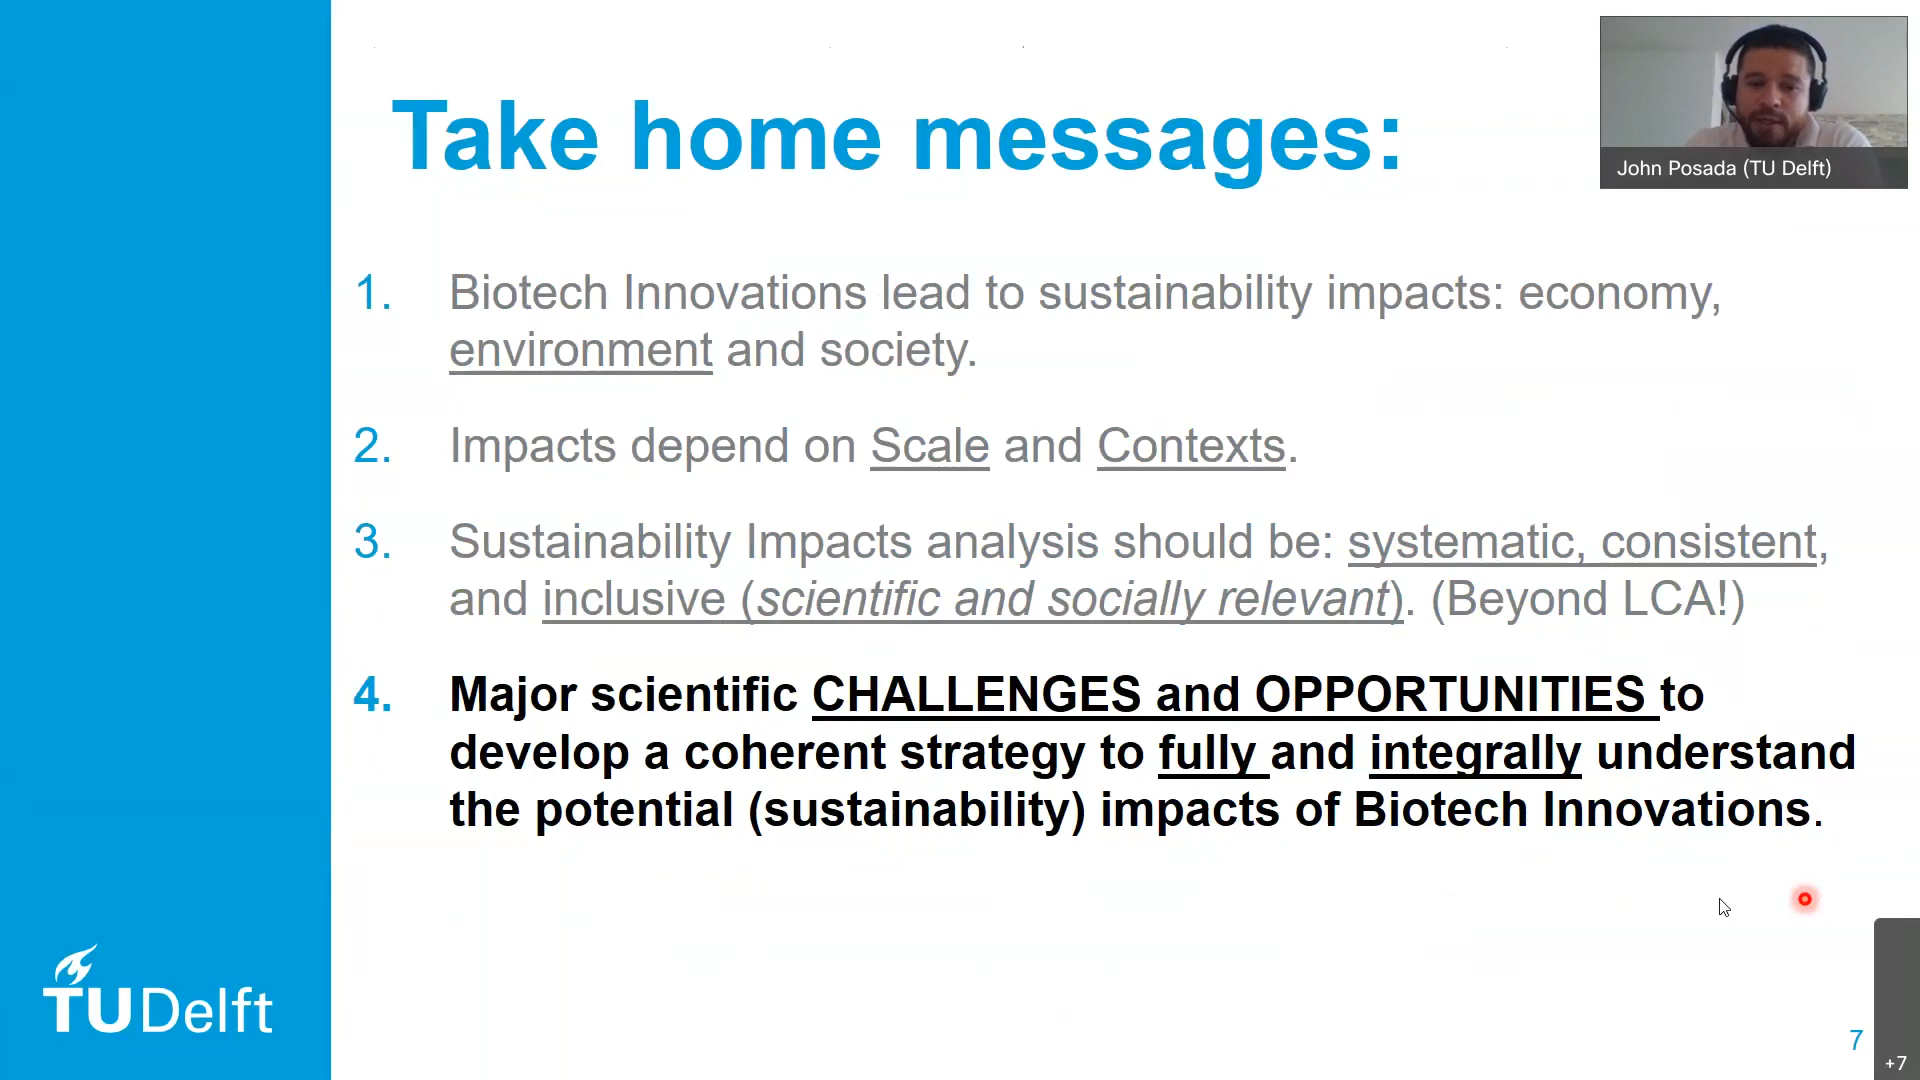 Take home messages:
John Posada (TU Delft)
1. Biotech Innovations lead to sustainability impacts: economy,
environment and society.
2. Impacts depend on Scale and Contexts.
3. Sustainability Impacts analysis should be: systematic, consistent,
and inclusive (scientific and socially relevant). (Beyond LCA!)
4. Major scientific CHALLENGES and OPPORTUNITIES to
develop a coherent strategy to fully and integrally understand
the potential (sustainability) impacts of Biotech Innovations.
TU Delft
7
+7